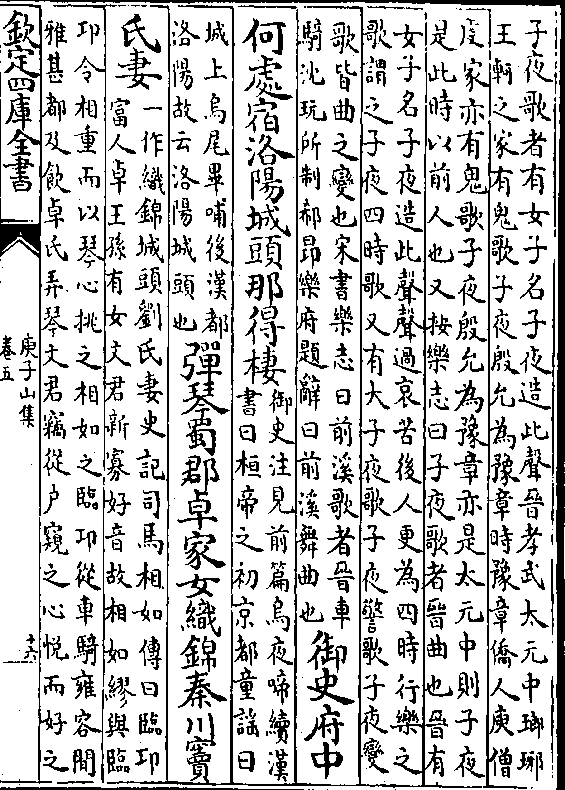 子夜歌者有女子名子夜造此聲晉孝武太元中瑯琊
王軻之家有鬼歌子夜殷允為豫章時豫章僑人庾僧
虔家亦有鬼歌子夜殷允為豫章亦是太元中則子夜
是此時以前人也又按樂志曰子夜歌者晉曲也晉有
女子名子夜造此聲聲過哀苦後人更為四時行樂之
歌謂之子夜四時歌又有大子夜歌子夜警歌子夜變
歌皆曲之變也宋書樂志曰前溪歌者晉車
騎沈玩所制郗昂樂府題辭曰前溪舞曲也
御史府中
何處宿洛陽城頭那得棲
御史注見前篇烏夜啼續漢
書曰桓帝之初京都童謡曰
城上烏尾畢哺後漢都
洛陽故云洛陽城頭也
彈琴蜀郡卓家女織錦秦川竇
氏妻
一作織錦城頭劉氏妻史記司馬相如傳曰臨卭
富人卓王孫有女文君新寡好音故相如繆與臨
卭令相重而以琴心挑之相如之臨卭從車騎雍容閒
雅甚都及飲卓氏弄琴文君竊從戶窺之心悅而好之
欽定四庫全書
庾子山集
卷五
十六